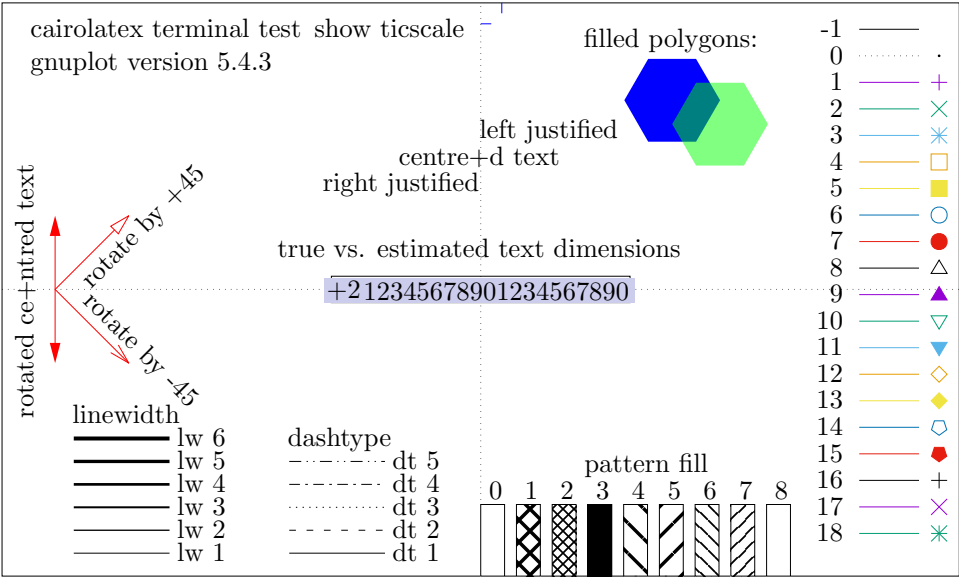 cairolatex terminal test show ticscale
gnuplot version 5.4.3
filled polygons:
left justified
centre+d text
right justified
rotated ce+ntred text
rotate by +45
rotate by -45
true vs. estimated text dimensions
+2 12345678901234567890
linewidth
lw 6
lw 5
lw 4
lw 3
lw 2
lw 1
dashtype
dt 5
dt 4
dt 3
dt 2
dt 1
pattern fill
0 1 2 3 4 5 6 7 8
-1
0
1
2
3
4
5
6
7
8
9
10
11
12
13
14
15
16
17
18